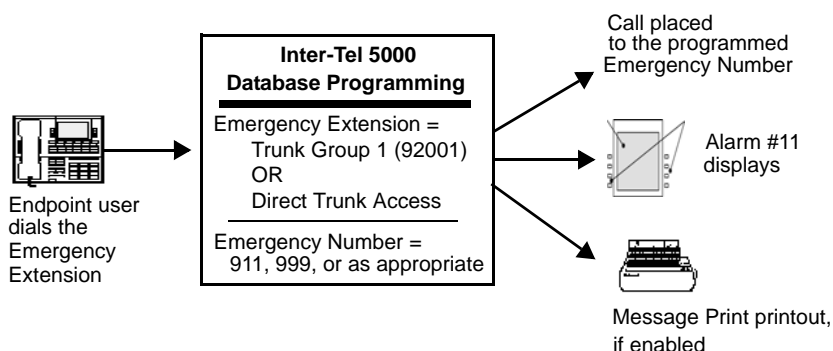 Endpoint user
dials the
Emergency
Extension
Inter-Tel 5000
Database Programming
Emergency Extension =
Trunk Group 1 (92001)
OR
Direct Trunk Access
Emergency Number =
911, 999, or as appropriate
Call placed
to the programmed
Emergency Number
Alarm #11
displays
Message Print printout,
if enabled